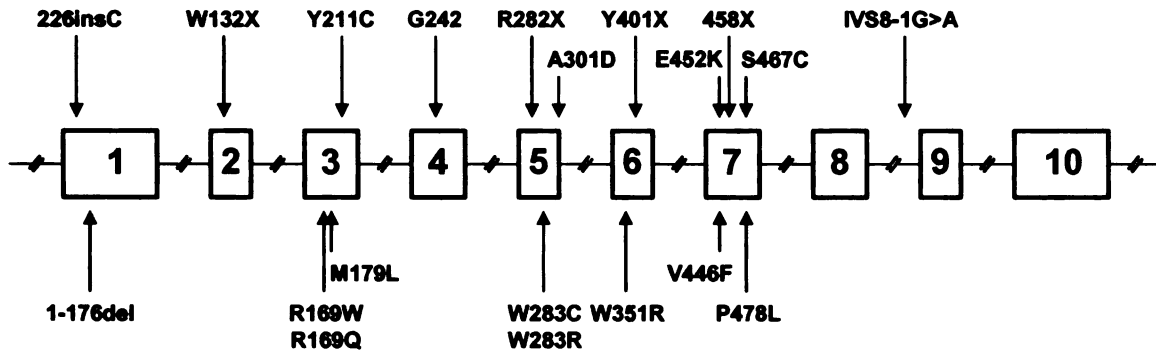 226insC W132X Y211C G242 R282X Y401X 458X IVS8-1G>A
A301D E452K S467C
1 2 3 4 5 6 7 8 9 10
M179L V446F
1-176del R169W W283C W351R P478L
R169Q W283R